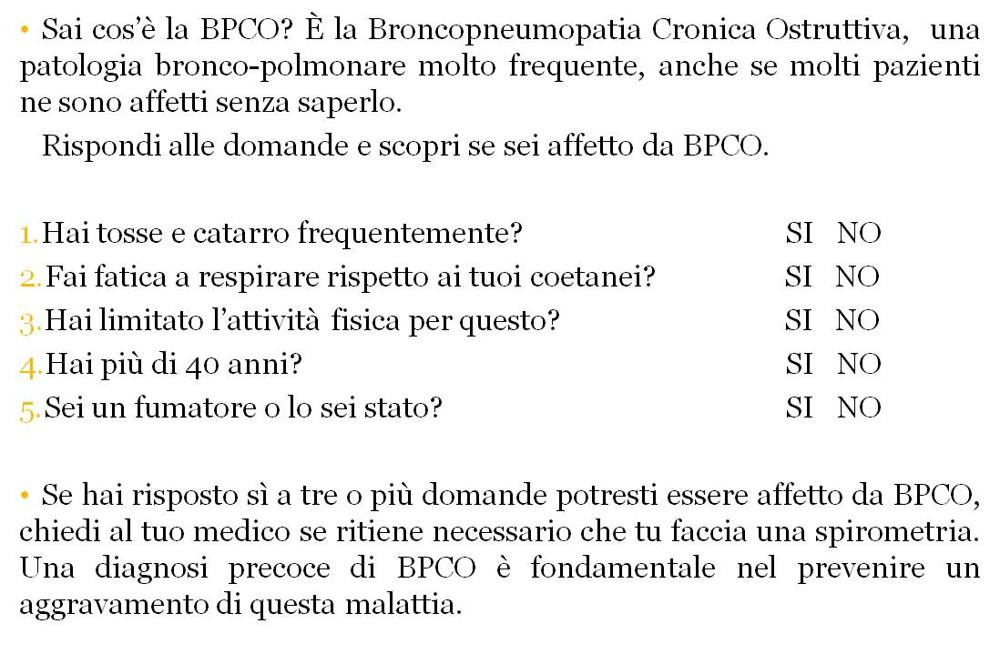 • Sai cos’è la BPCO? È la Broncopneumopatia Cronica Ostruttiva, una
patologia bronco-polmonare molto frequente, anche se molti pazienti
ne sono affetti senza saperlo.
Rispondi alle domande e scopri se sei affetto da BPCO.
1. Hai tosse e catarro frequentemente? SI NO
2. Fai fatica a respirare rispetto ai tuoi coetanei? SI NO
3. Hai limitato l’attività fisica per questo? SI NO
4. Hai più di 40 anni? SI NO
5. Sei un fumatore o lo sei stato? SI NO
• Se hai risposto sì a tre o più domande potresti essere affetto da BPCO,
chiedi al tuo medico se ritiene necessario che tu faccia una spirometria.
Una diagnosi precoce di BPCO è fondamentale nel prevenire un
aggravamento di questa malattia.